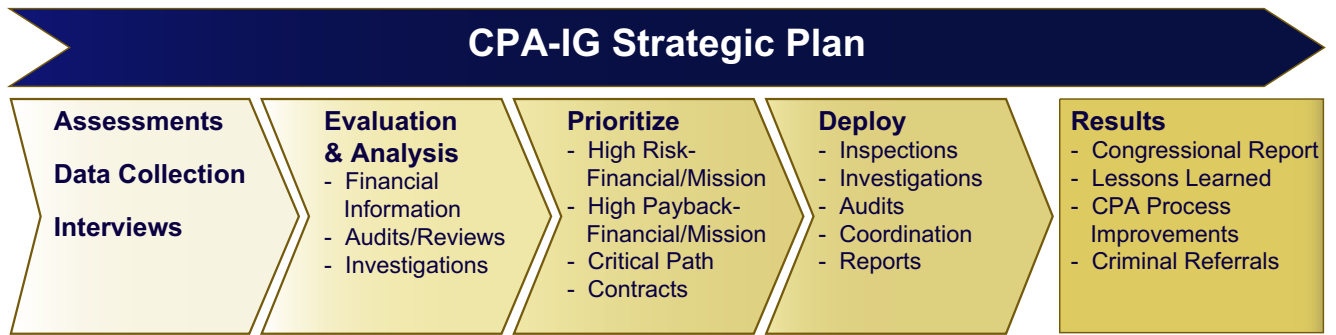 CPA-IG Strategic Plan
Assessments
Data Collection
Interviews
Evaluation
& Analysis
- Financial
Information
- Audits/Reviews
- Investigations
Prioritize
- High Risk-
Financial/Mission
- High Payback-
Financial/Mission
- Critical Path
- Contracts
Deploy
- Inspections
- Investigations
- Audits
- Coordination
- Reports
Results
- Congressional Report
- Lessons Learned
- CPA Process
Improvements
- Criminal Referrals